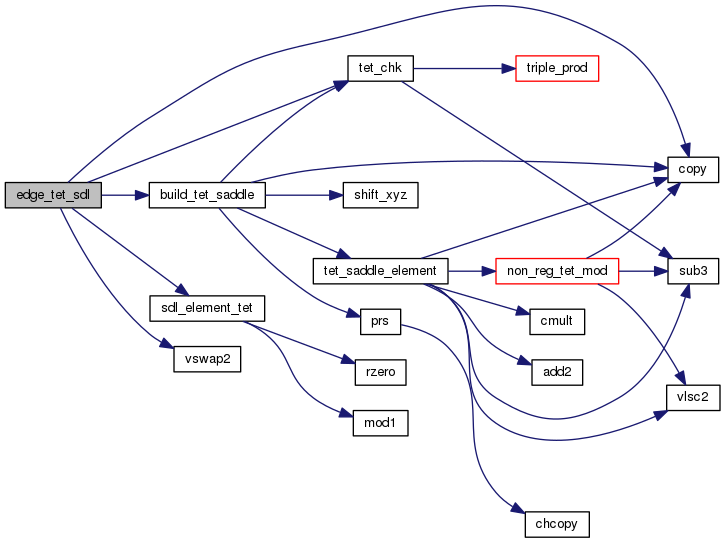 tet_chk
triple_prod
copy
edge_tet_sdl
build_tet_saddle
shift_xyz
tet_saddle_element
non_reg_tet_mod
sub3
sdl_element_tet
prs
cmult
vswap2
rzero
add2
vlsc2
mod1
chcopy